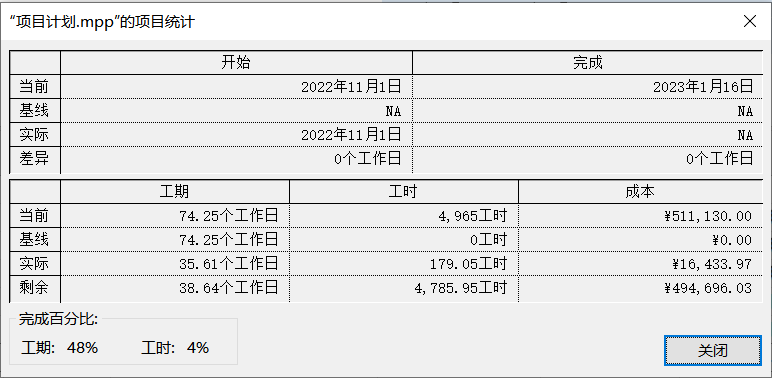 “项目计划.mpp”的项目统计
开始 完成
当前 2022年11月1日 2023年1月16日
基线 NA NA
实际 2022年11月1日 NA
差异 0个工作日 0个工作日
工期 工时 成本
当前 74.25个工作日 4,965工时 ¥511,130.00
基线 74.25个工作日 0工时 ¥0.00
实际 35.61个工作日 179.05工时 ¥16,433.97
剩余 38.64个工作日 4,785.95工时 ¥494,696.03
完成百分比:
工期: 48% 工时: 4%
关闭